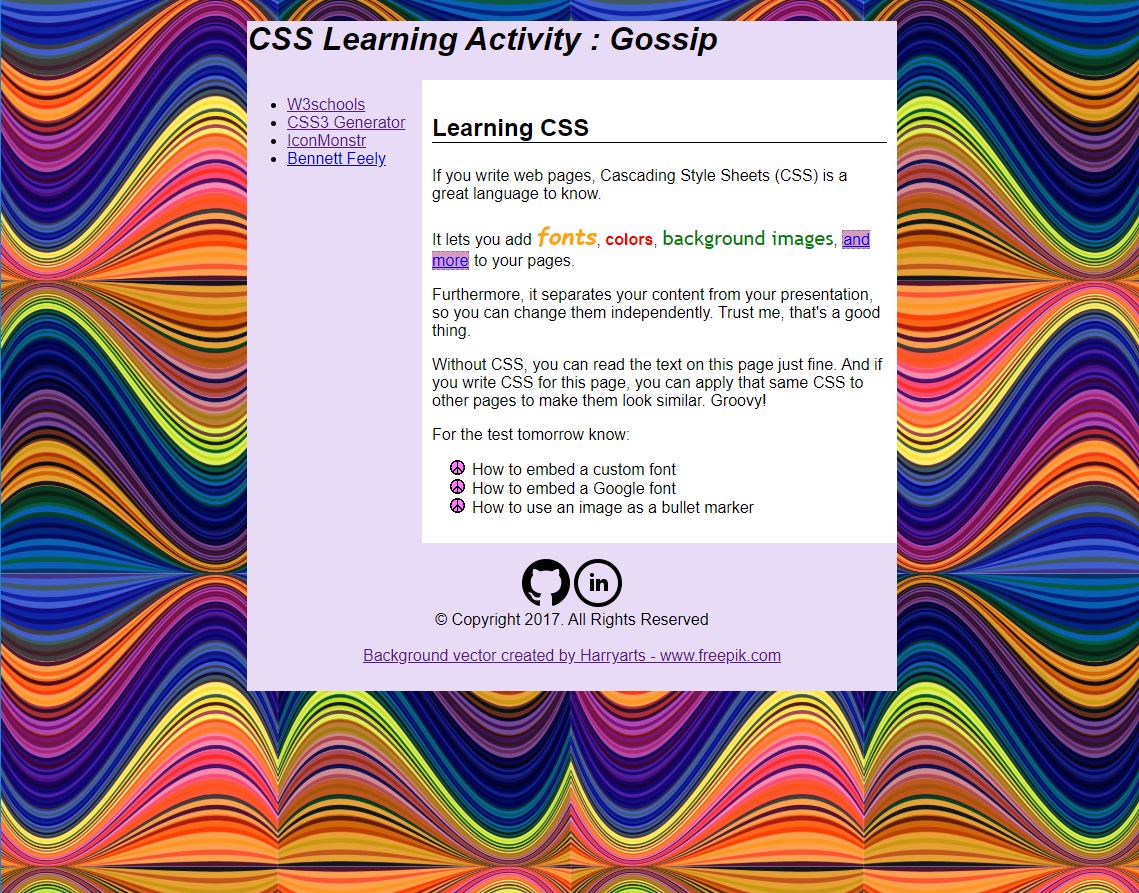 CSS Learning Activity : Gossip
W3schools
CSS3 Generator
IconMonstr
Bennett Feely
Learning CSS
If you write web pages, Cascading Style Sheets (CSS) is a
great language to know.
It lets you add fonts, colors, background images, and
more to your pages.
Furthermore, it separates your content from your presentation,
so you can change them independently. Trust me, that's a good
thing.
Without CSS, you can read the text on this page just fine. And if
you write CSS for this page, you can apply that same CSS to
other pages to make them look similar. Groovy!
For the test tomorrow know:
How to embed a custom font
How to embed a Google font
How to use an image as a bullet marker
in
© Copyright 2017. All Rights Reserved
Background vector created by Harryarts - www.freepik.com